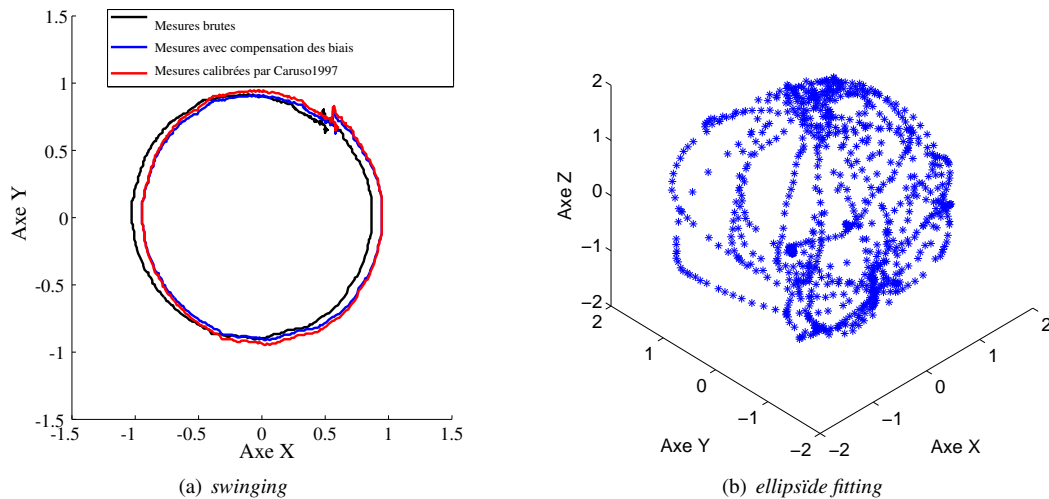 1.5
Mesures brutes
Mesures avec compensation des biais
Mesures calibrées par Caruso1997
1
0.5
0
-0.5
-1
-1.5
Axe Y
-1.5
-1
-0.5
0
0.5
1
1.5
Axe X
(a) swinging
2
1
0
−1
−2
Axe Z
2
1
0
−1
−2
Axe Y
−2
−1
0
1
2
Axe X
(b) ellipsïde fitting